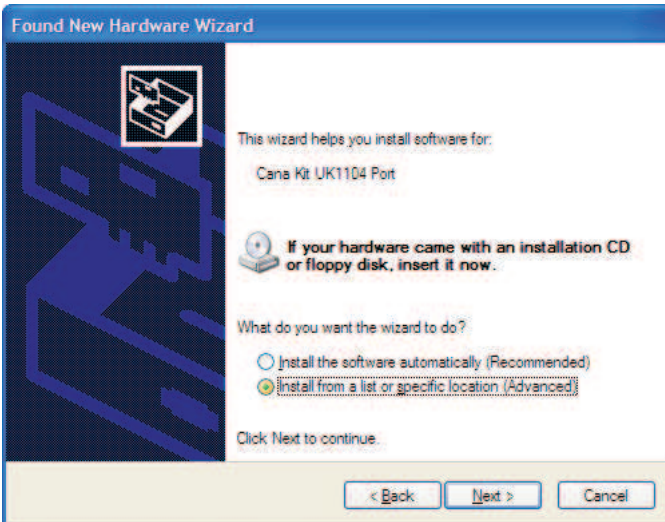 Found New Hardware Wizard
This wizard helps you install software for:
Cana Kit UK1104 Port
If your hardware came with an installation CD
or floppy disk, insert it now.
What do you want the wizard to do?
Install the software automatically (Recommended)
Install from a list or specific location (Advanced)
Click Next to continue.
< Back
Next >
Cancel